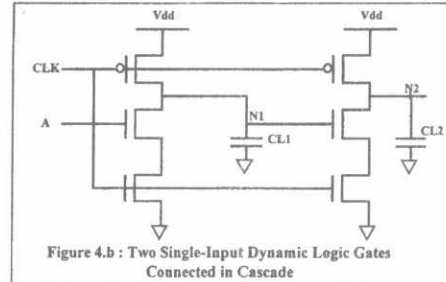 Vdd
Vdd
CLK
N2
A
N1
CL1
CL2
Figure 4.b : Two Single-Input Dynamic Logic Gates
Connected in Cascade